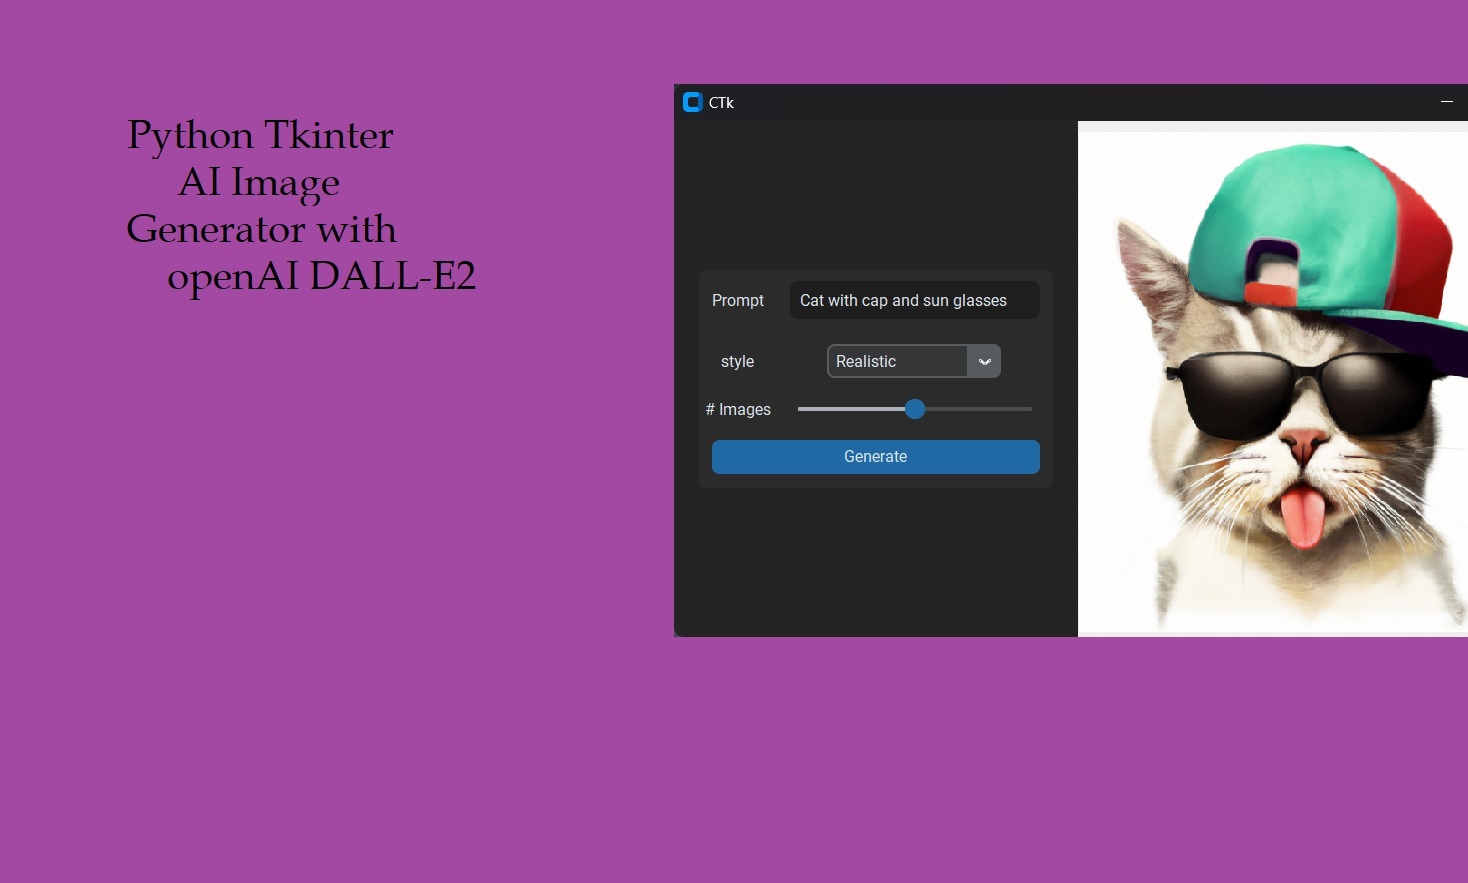 Python Tkinter
AI Image
Generator with
openAI DALL-E2
CTk
Prompt
Cat with cap and sun glasses
style
Realistic
# Images
Generate